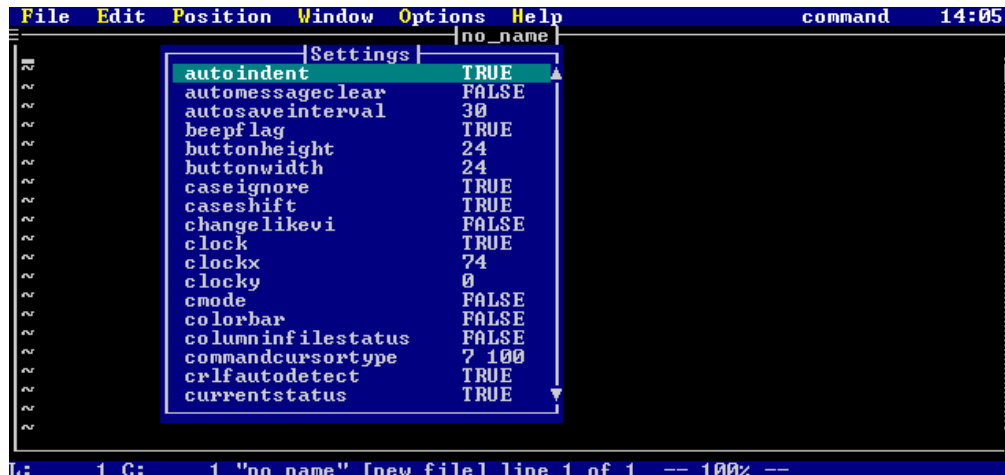 File Edit Position Window Options Help command 14:05
no_name
Settings
autoindent TRUE
automessageclear FALSE
autosaveinterval 30
beepflag TRUE
buttonheight 24
buttonwidth 24
caseignore TRUE
caseshift TRUE
changelikevi FALSE
clock TRUE
clockx 74
clocky 0
cmode FALSE
colorbar FALSE
columninfilestatus FALSE
commandcursortype 7 100
crlfautodetect TRUE
currentstatus TRUE
L: 1 C: 1 "no_name" [new file] line 1 of 1 -- 100% --